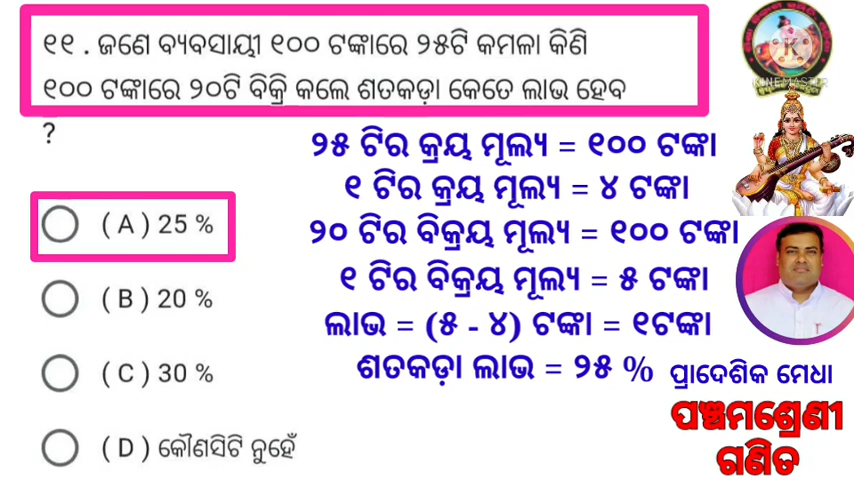 ୧୧ . ଜଣେ ବ୍ୟବସାୟୀ ୧୦୦ ଟଙ୍କାରେ ୨୫ଟି କମଳା କିଣି
୧୦୦ ଟଙ୍କାରେ ୨୦ଟି ବିକ୍ରି କଲେ ଶତକଡ଼ା କେତେ ଲାଭ ହେବ
?
( A ) 25 %
( B ) 20 %
( C ) 30 %
( D ) କୌଣସିଟି ନୁହେଁ
୨୫ ଟିର କ୍ରୟ ମୂଲ୍ୟ = ୧୦୦ ଟଙ୍କା
୧ ଟିର କ୍ରୟ ମୂଲ୍ୟ = ୪ ଟଙ୍କା
୨୦ ଟିର ବିକ୍ରୟ ମୂଲ୍ୟ = ୧୦୦ ଟଙ୍କା
୧ ଟିର ବିକ୍ରୟ ମୂଲ୍ୟ = ୫ ଟଙ୍କା
ଲାଭ = (୫ - ୪) ଟଙ୍କା = ୧ଟଙ୍କା
ଶତକଡ଼ା ଲାଭ = ୨୫ %
KINEMASTER
ପ୍ରାଦେଶିକ ମେଧା
ପଞ୍ଚମଶ୍ରେଣୀ
ଗଣିତ